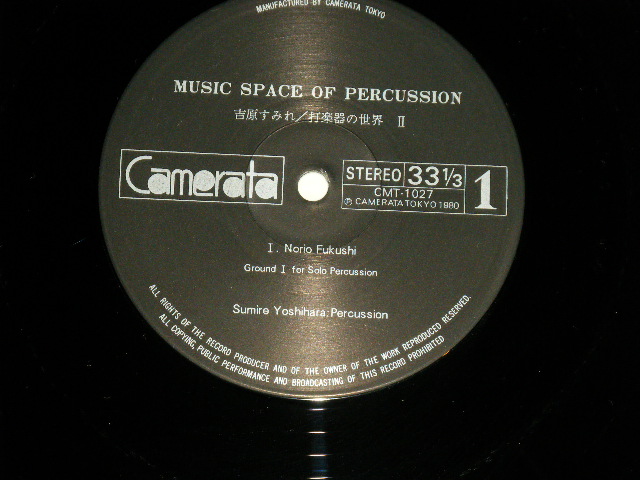 MANUFACTURED BY CAMERATA TOKYO
MUSIC SPACE OF PERCUSSION
吉原すみれ／打楽器の世界 II
Camerata
STEREO 33 1/3
CMT-1027
Ⓟ CAMERATA TOKYO 1980
1
I. Norio Fukushi
Ground I for Solo Percussion
Sumire Yoshihara: Percussion
ALL RIGHTS OF THE RECORD PRODUCER AND OF THE OWNER OF THE WORK REPRODUCED RESERVED.
ALL COPYING, PUBLIC PERFORMANCE AND BROADCASTING OF THIS RECORD PROHIBITED